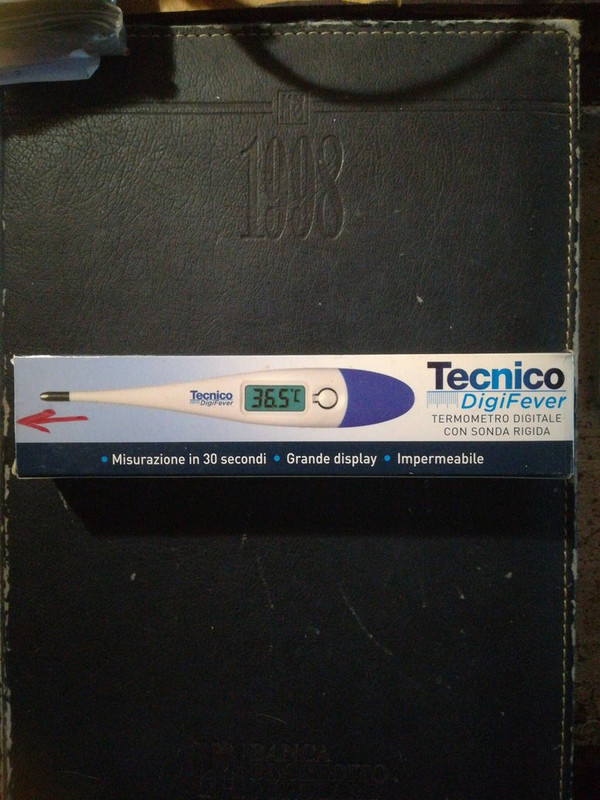 1998
Tecnico
DigiFever
36.5°C
Tecnico
DigiFever
TERMOMETRO DIGITALE
CON SONDA RIGIDA
• Misurazione in 30 secondi • Grande display • Impermeabile
BANCA